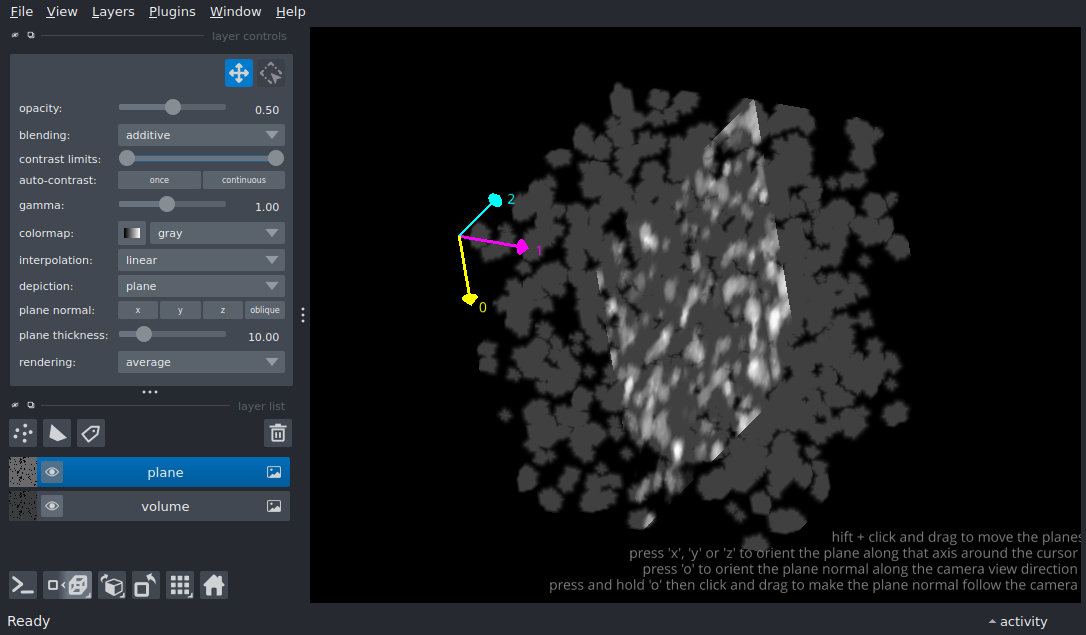 File View Layers Plugins Window Help
layer controls
opacity: 0.50
blending: additive
contrast limits:
auto-contrast: once continuous
gamma: 1.00
colormap: gray
interpolation: linear
depiction: plane
plane normal: x y z oblique
plane thickness: 10.00
rendering: average
layer list
plane
volume
2
1
0
hift + click and drag to move the planes
press 'x', 'y' or 'z' to orient the plane along that axis around the cursor
press 'o' to orient the plane normal along the camera view direction
press and hold 'o' then click and drag to make the plane normal follow the camera
Ready
activity